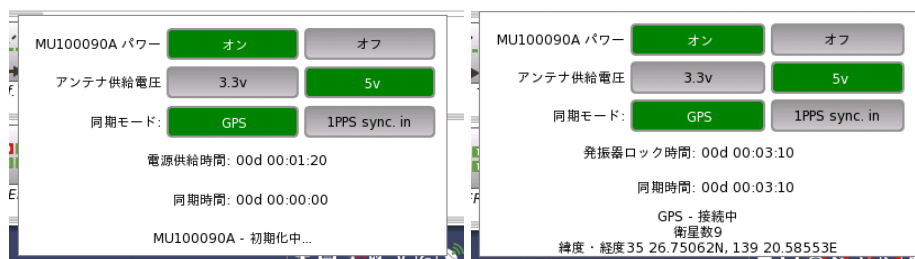 MU100090A パワー オン オフ
アンテナ供給電圧 3.3v 5v
同期モード: GPS 1PPS sync. in
電源供給時間: 00d 00:01:20
同期時間: 00d 00:00:00
MU100090A - 初期化中...
MU100090A パワー オン オフ
アンテナ供給電圧 3.3v 5v
同期モード: GPS 1PPS sync. in
発振器ロック時間: 00d 00:03:10
同期時間: 00d 00:03:10
GPS - 接続中
衛星数9
緯度・経度35 26.75062N, 139 20.58553E